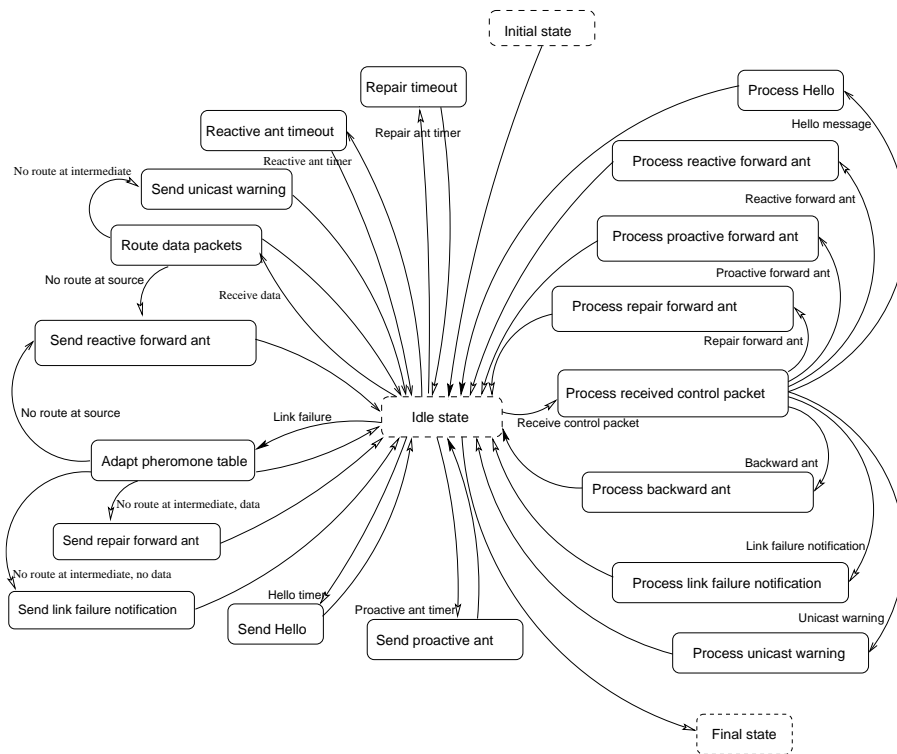 Initial state
Repair timeout
Process Hello
Hello message
Reactive ant timeout
Repair ant timer
Reactive ant timer
Process reactive forward ant
No route at intermediate
Send unicast warning
Reactive forward ant
Route data packets
Process proactive forward ant
No route at source
Proactive forward ant
Receive data
Process repair forward ant
Send reactive forward ant
Repair forward ant
Process received control packet
No route at source
Link failure
Idle state
Receive control packet
Adapt pheromone table
Backward ant
Process backward ant
No route at intermediate, data
Send repair forward ant
Link failure notification
No route at intermediate, no data
Process link failure notification
Send link failure notification
Hello timer
Proactive ant timer
Unicast warning
Send Hello
Send proactive ant
Process unicast warning
Final state